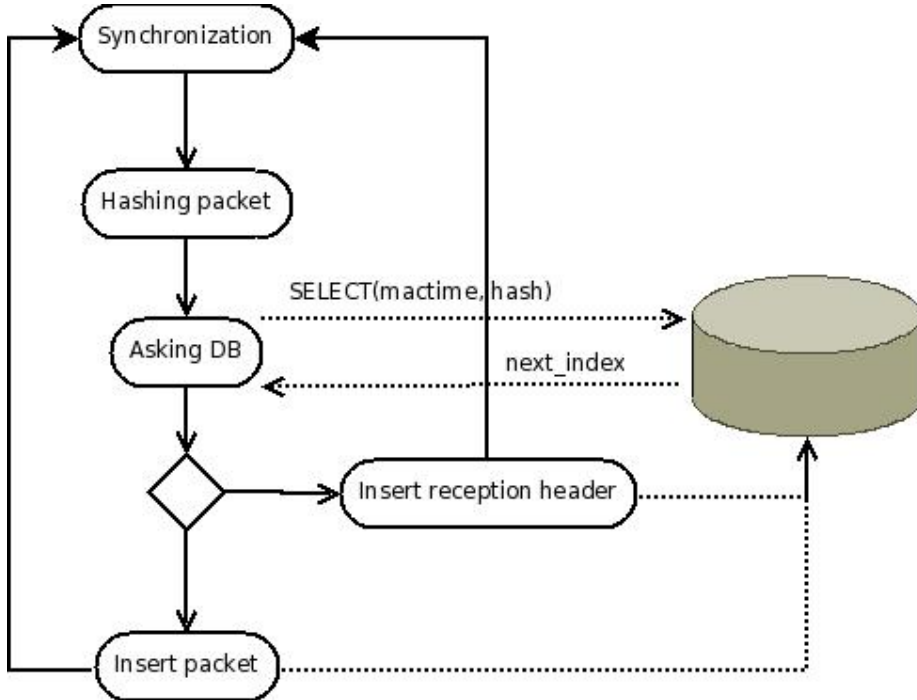 Synchronization
Hashing packet
SELECT(mactime, hash)
Asking DB
next_index
Insert reception header
Insert packet